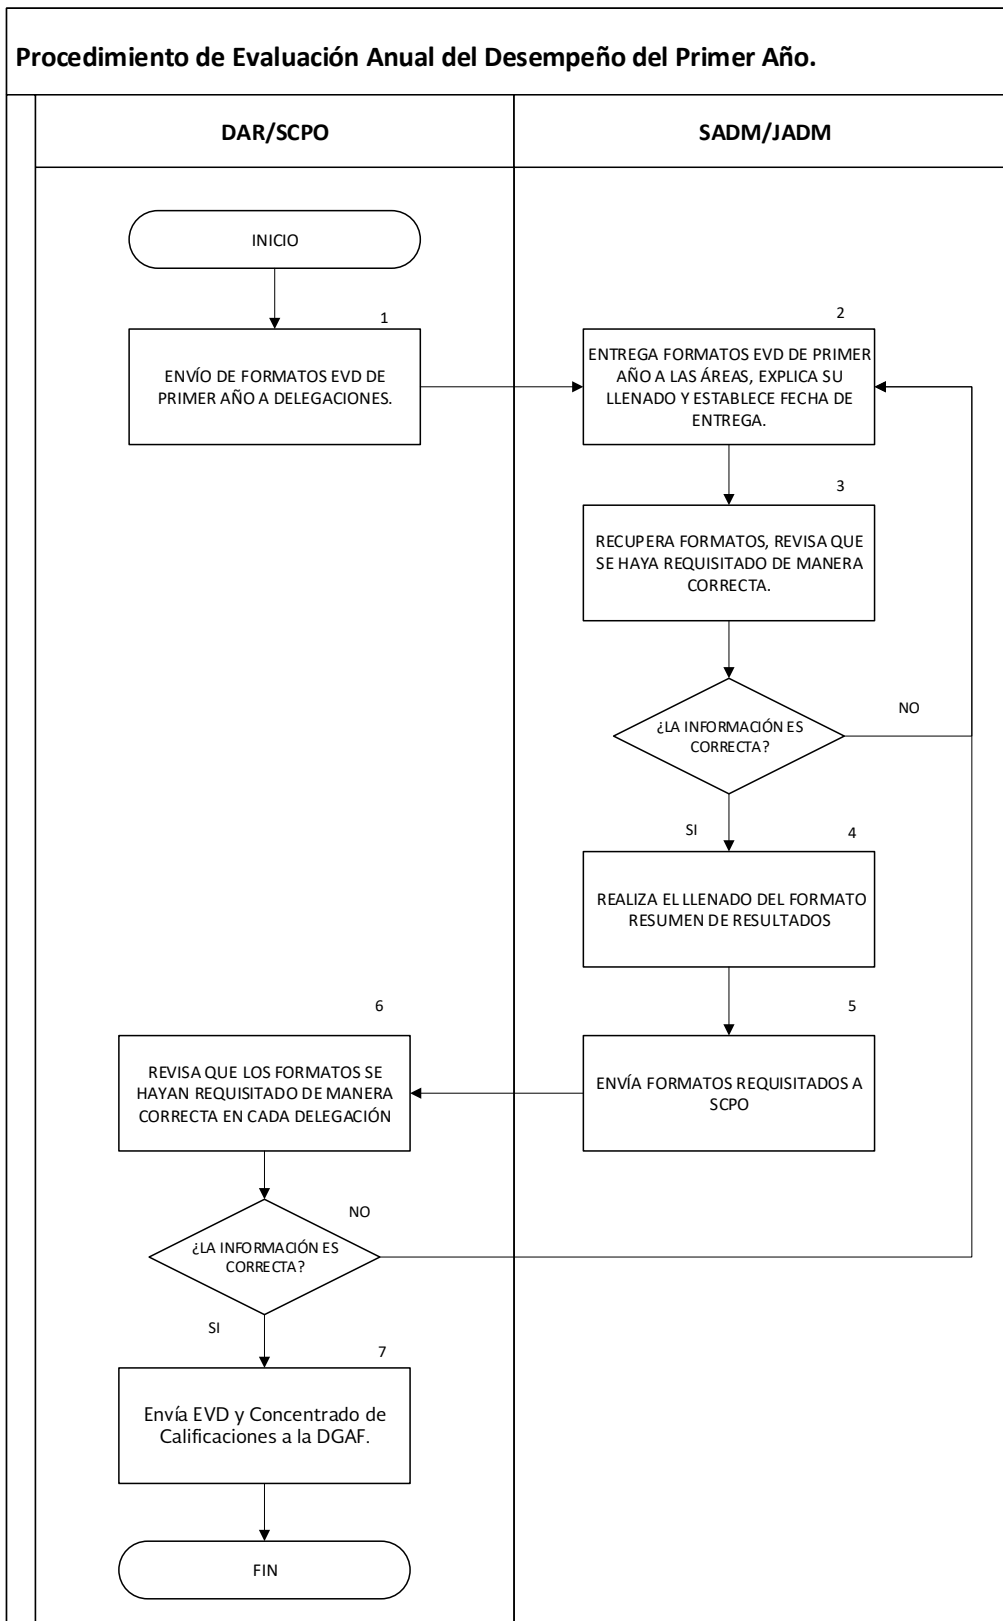 Procedimiento de Evaluación Anual del Desempeño del Primer Año.
DAR/SCPO
SADM/JADM
INICIO
1
ENVÍO DE FORMATOS EVD DE
PRIMER AÑO A DELEGACIONES.
2
ENTREGA FORMATOS EVD DE PRIMER
AÑO A LAS ÁREAS, EXPLICA SU
LLENADO Y ESTABLECE FECHA DE
ENTREGA.
3
RECUPERA FORMATOS, REVISA QUE
SE HAYA REQUISITADO DE MANERA
CORRECTA.
¿LA INFORMACIÓN ES
CORRECTA?
NO
SI
4
REALIZA EL LLENADO DEL FORMATO
RESUMEN DE RESULTADOS
5
ENVÍA FORMATOS REQUISITADOS A
SCPO
6
REVISA QUE LOS FORMATOS SE
HAYAN REQUISITADO DE MANERA
CORRECTA EN CADA DELEGACIÓN
¿LA INFORMACIÓN ES
CORRECTA?
NO
SI
7
Envía EVD y Concentrado de
Calificaciones a la DGAF.
FIN